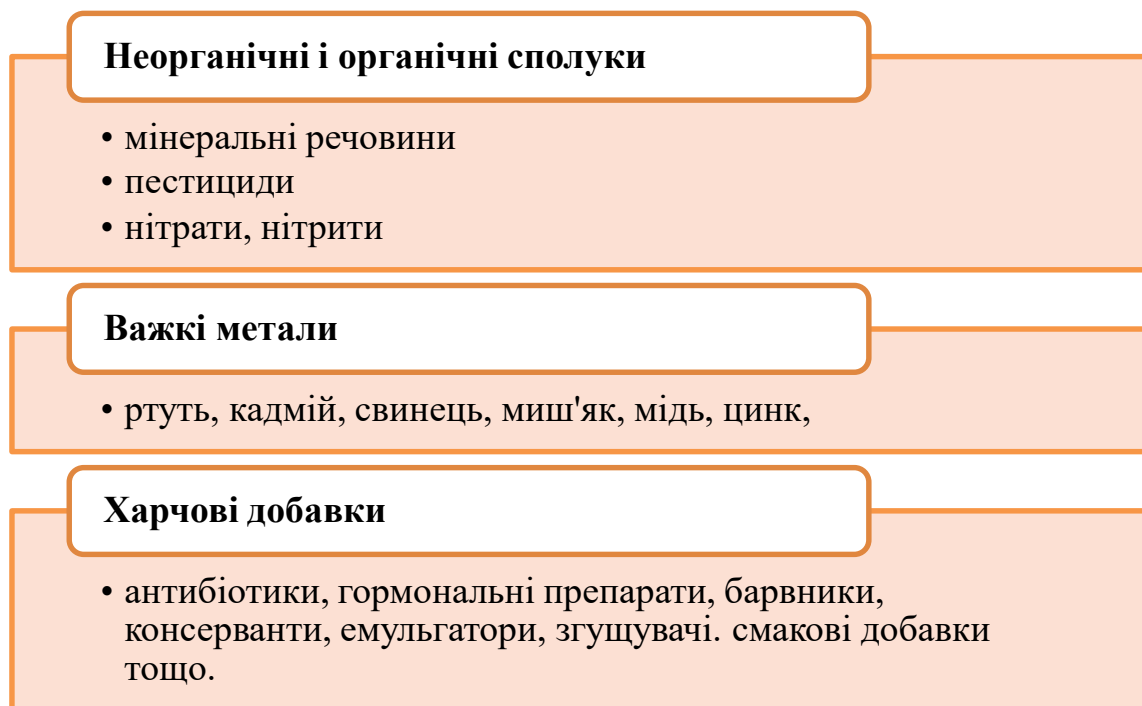 Неорганічні і органічні сполуки
• мінеральні речовини
• пестициди
• нітрати, нітрити
Важкі метали
• ртуть, кадмій, свинець, миш'як, мідь, цинк,
Харчові добавки
• антибіотики, гормональні препарати, барвники,
консерванти, емульгатори, згущувачі. смакові добавки
тощо.